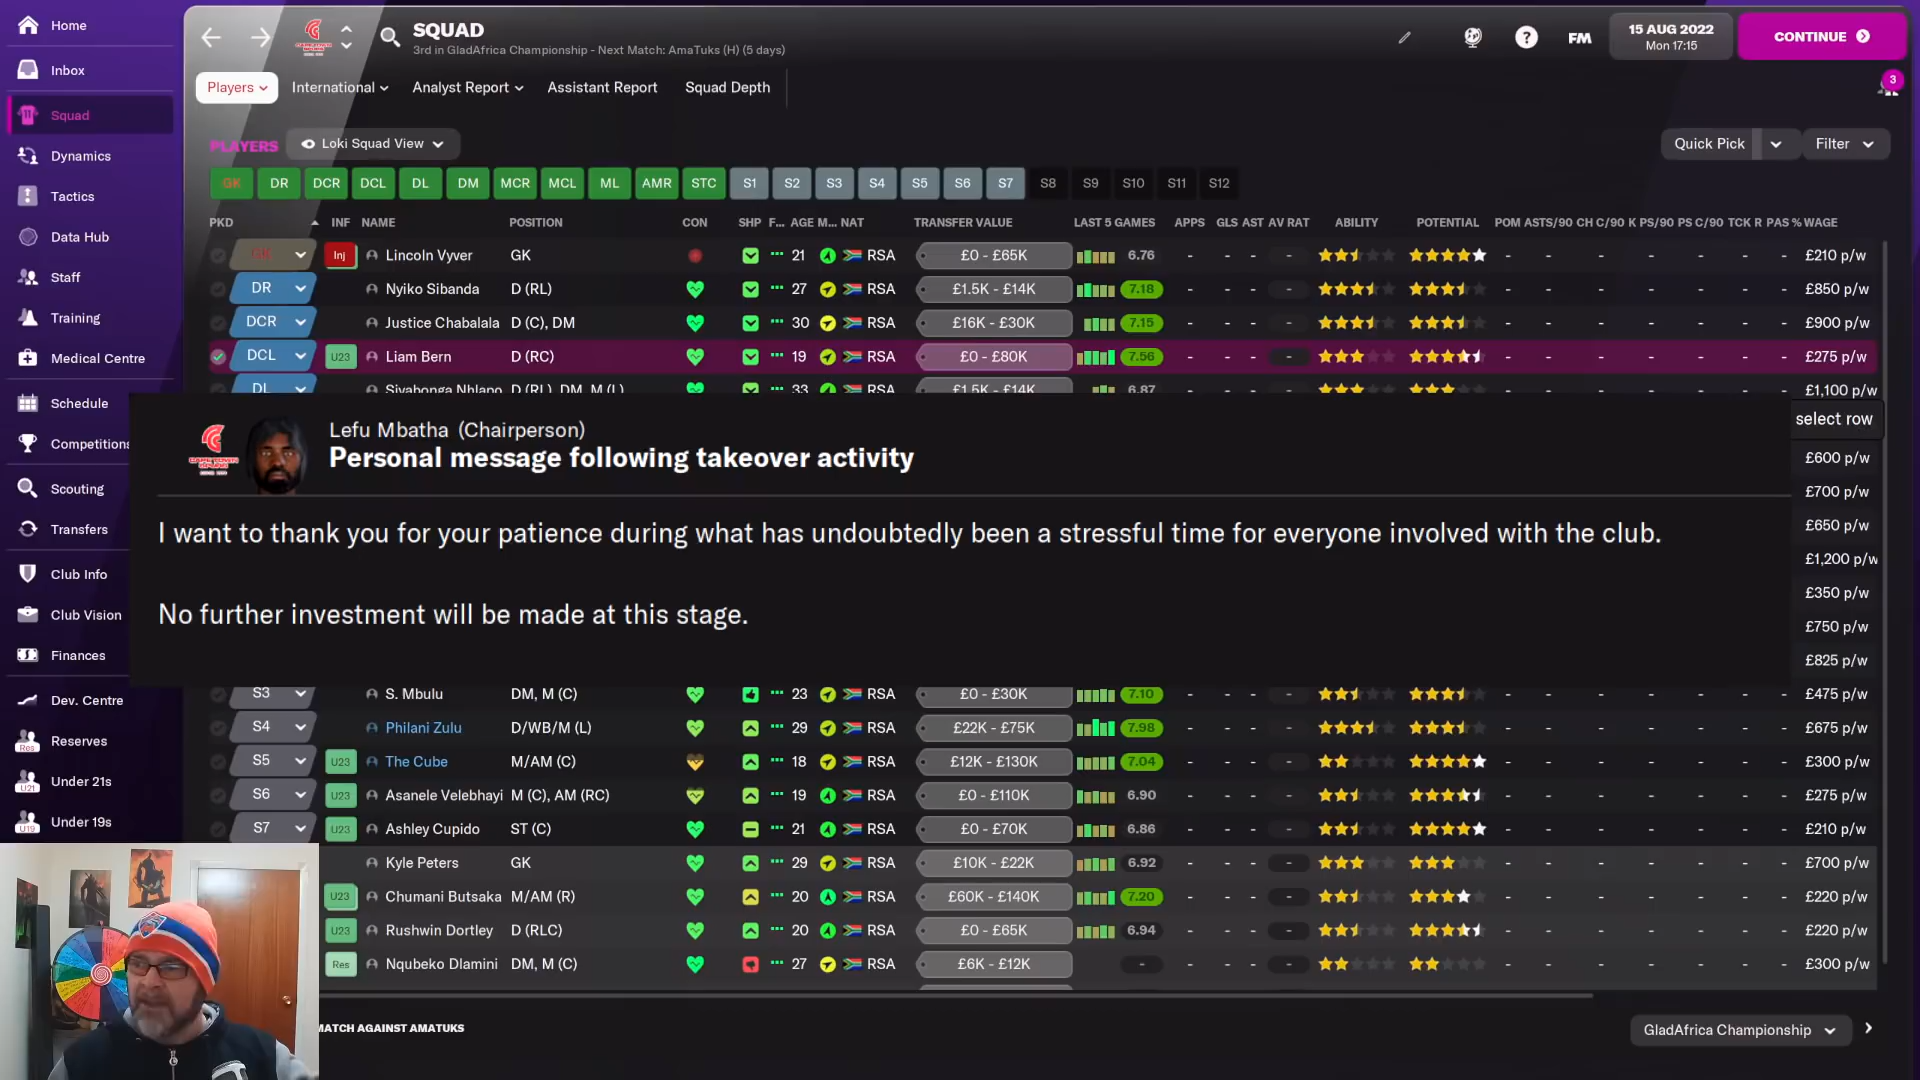 Home
Inbox
Squad
Dynamics
Tactics
Data Hub
Staff
Training
Medical Centre
Schedule
Competitions
Scouting
Transfers
Club Info
Club Vision
Finances
Dev. Centre
Reserves
Under 21s
Under 19s
SQUAD
3rd in GladAfrica Championship - Next Match: AmaTuks (H) (5 days)
FM
15 AUG 2022
Mon 17:15
CONTINUE
3
Players International Analyst Report Assistant Report Squad Depth
PLAYERS Loki Squad View Quick Pick Filter
GK DR DCR DCL DL DM MCR MCL ML AMR STC S1 S2 S3 S4 S5 S6 S7 S8 S9 S10 S11 S12
PKD INF NAME POSITION CON SHP F... AGE M... NAT TRANSFER VALUE LAST 5 GAMES APPS GLS AST AV RAT ABILITY POTENTIAL POM ASTS/90 CH C/90 K PS/90 PS C/90 TCK R PAS % WAGE
GK Inj Lincoln Vyver GK 21 RSA £0 - £65K 6.76 - - - - - - - - - - - £210 p/w
DR Nyiko Sibanda D (RL) 27 RSA £1.5K - £14K 7.18 - - - - - - - - - - - £850 p/w
DCR Justice Chabalala D (C), DM 30 RSA £16K - £30K 7.15 - - - - - - - - - - - £900 p/w
DCL U23 Liam Bern D (RC) 19 RSA £0 - £80K 7.56 - - - - - - - - - - - £275 p/w
DL Siyabonga Nhlapo D (RL), DM, M (L) 33 RSA £1.5K - £14K 6.87 - - - - - - - - - - - £1,100 p/w
select row
£600 p/w
£700 p/w
£650 p/w
£1,200 p/w
£350 p/w
£750 p/w
£825 p/w
Lefu Mbatha (Chairperson)
Personal message following takeover activity
I want to thank you for your patience during what has undoubtedly been a stressful time for everyone involved with the club.
No further investment will be made at this stage.
S3 S. Mbulu DM, M (C) 23 RSA £0 - £30K 7.10 - - - - - - - - - - - £475 p/w
S4 Philani Zulu D/WB/M (L) 29 RSA £22K - £75K 7.98 - - - - - - - - - - - £675 p/w
S5 U23 The Cube M/AM (C) 18 RSA £12K - £130K 7.04 - - - - - - - - - - - £300 p/w
S6 U23 Asanele Velebhayi M (C), AM (RC) 19 RSA £0 - £110K 6.90 - - - - - - - - - - - £275 p/w
S7 U23 Ashley Cupido ST (C) 21 RSA £0 - £70K 6.86 - - - - - - - - - - - £210 p/w
Kyle Peters GK 29 RSA £10K - £22K 6.92 - - - - - - - - - - - £700 p/w
U23 Chumani Butsaka M/AM (R) 20 RSA £60K - £140K 7.20 - - - - - - - - - - - £220 p/w
U23 Rushwin Dortley D (RLC) 20 RSA £0 - £65K 6.94 - - - - - - - - - - - £220 p/w
Res Nqubeko Dlamini DM, M (C) 27 RSA £6K - £12K - - - - - - - - - - - - £300 p/w
MATCH AGAINST AMATUKS
GladAfrica Championship